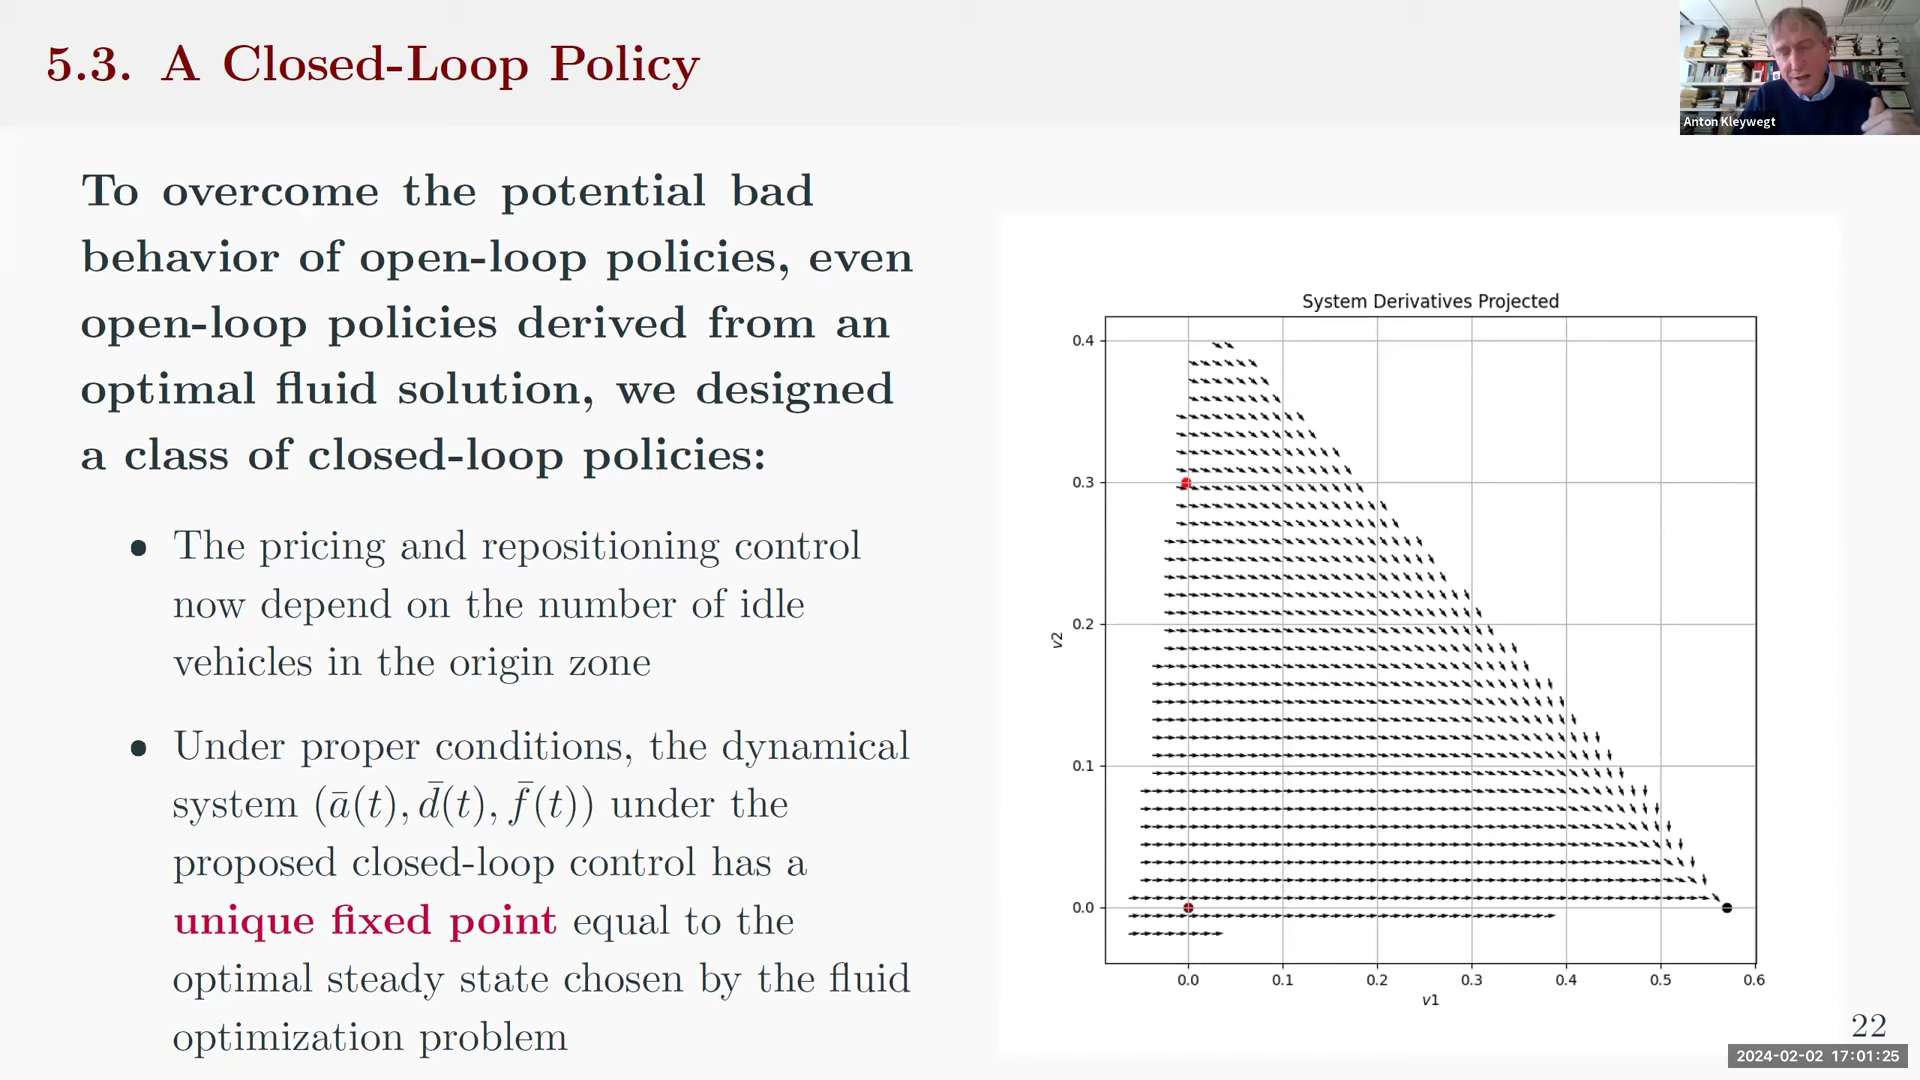 5.3. A Closed-Loop Policy
Anton Kleywegt
To overcome the potential bad
behavior of open-loop policies, even
open-loop policies derived from an
optimal fluid solution, we designed
a class of closed-loop policies:
• The pricing and repositioning control
now depend on the number of idle
vehicles in the origin zone
• Under proper conditions, the dynamical
system (ā(t), d̄(t), f̄(t)) under the
proposed closed-loop control has a
unique fixed point equal to the
optimal steady state chosen by the fluid
optimization problem
System Derivatives Projected
0.4
0.3
0.2
v2
0.1
0.0
0.0 0.1 0.2 0.3 0.4 0.5 0.6
v1
22
2024-02-02 17:01:25